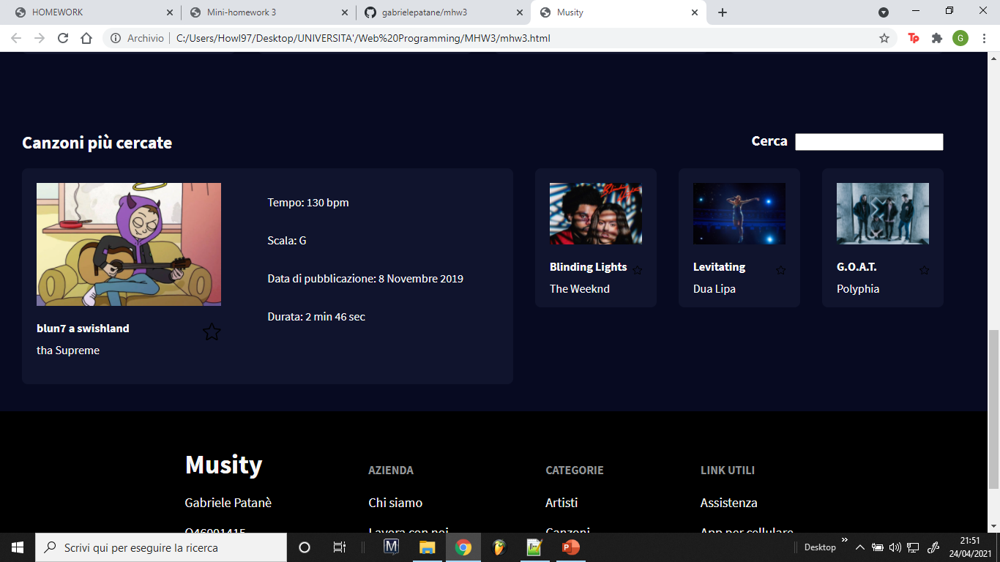 HOMEWORK
Mini-homework 3
gabrielepatane/mhw3
Musity
Archivio
C:/Users/Howl97/Desktop/UNIVERSITA'/Web%20Programming/MHW3/mhw3.html
Tp
G
Canzoni più cercate
Cerca
Tempo: 130 bpm
Scala: G
Data di pubblicazione: 8 Novembre 2019
Durata: 2 min 46 sec
blun7 a swishland
tha Supreme
Blinding Lights
Blinding Lights
The Weeknd
Levitating
Dua Lipa
G.O.A.T.
Polyphia
Musity
AZIENDA
CATEGORIE
LINK UTILI
Gabriele Patanè
Chi siamo
Artisti
Assistenza
O46001415
Lavora con noi
Canzoni
App per cellulare
Scrivi qui per eseguire la ricerca
M
Desktop
21:51
24/04/2021